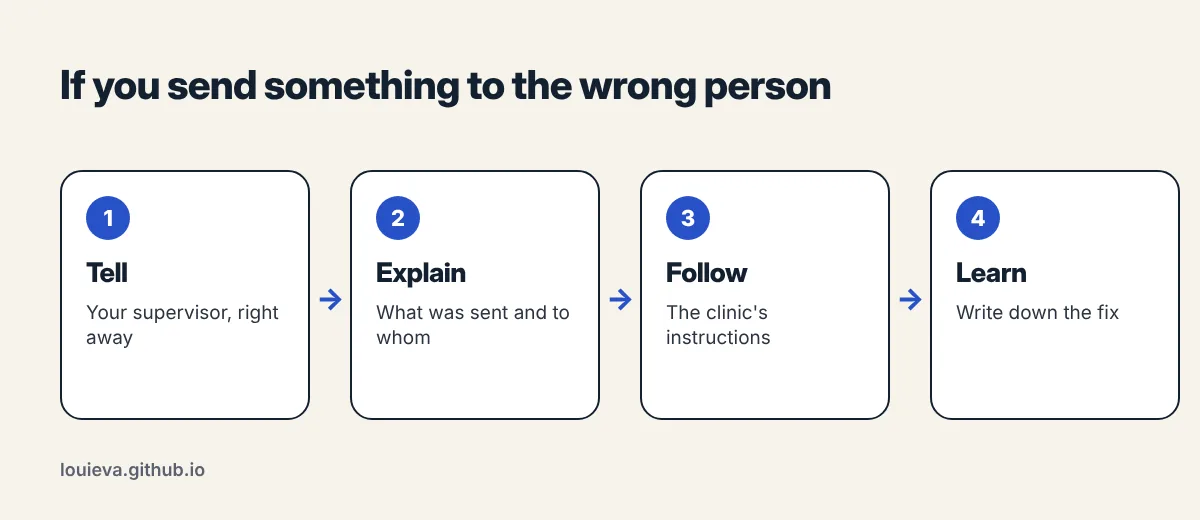 If you send something to the wrong person
1
Tell
Your supervisor, right
away
2
Explain
What was sent and to
whom
3
Follow
The clinic's
instructions
4
Learn
Write down the fix
louieva.github.io